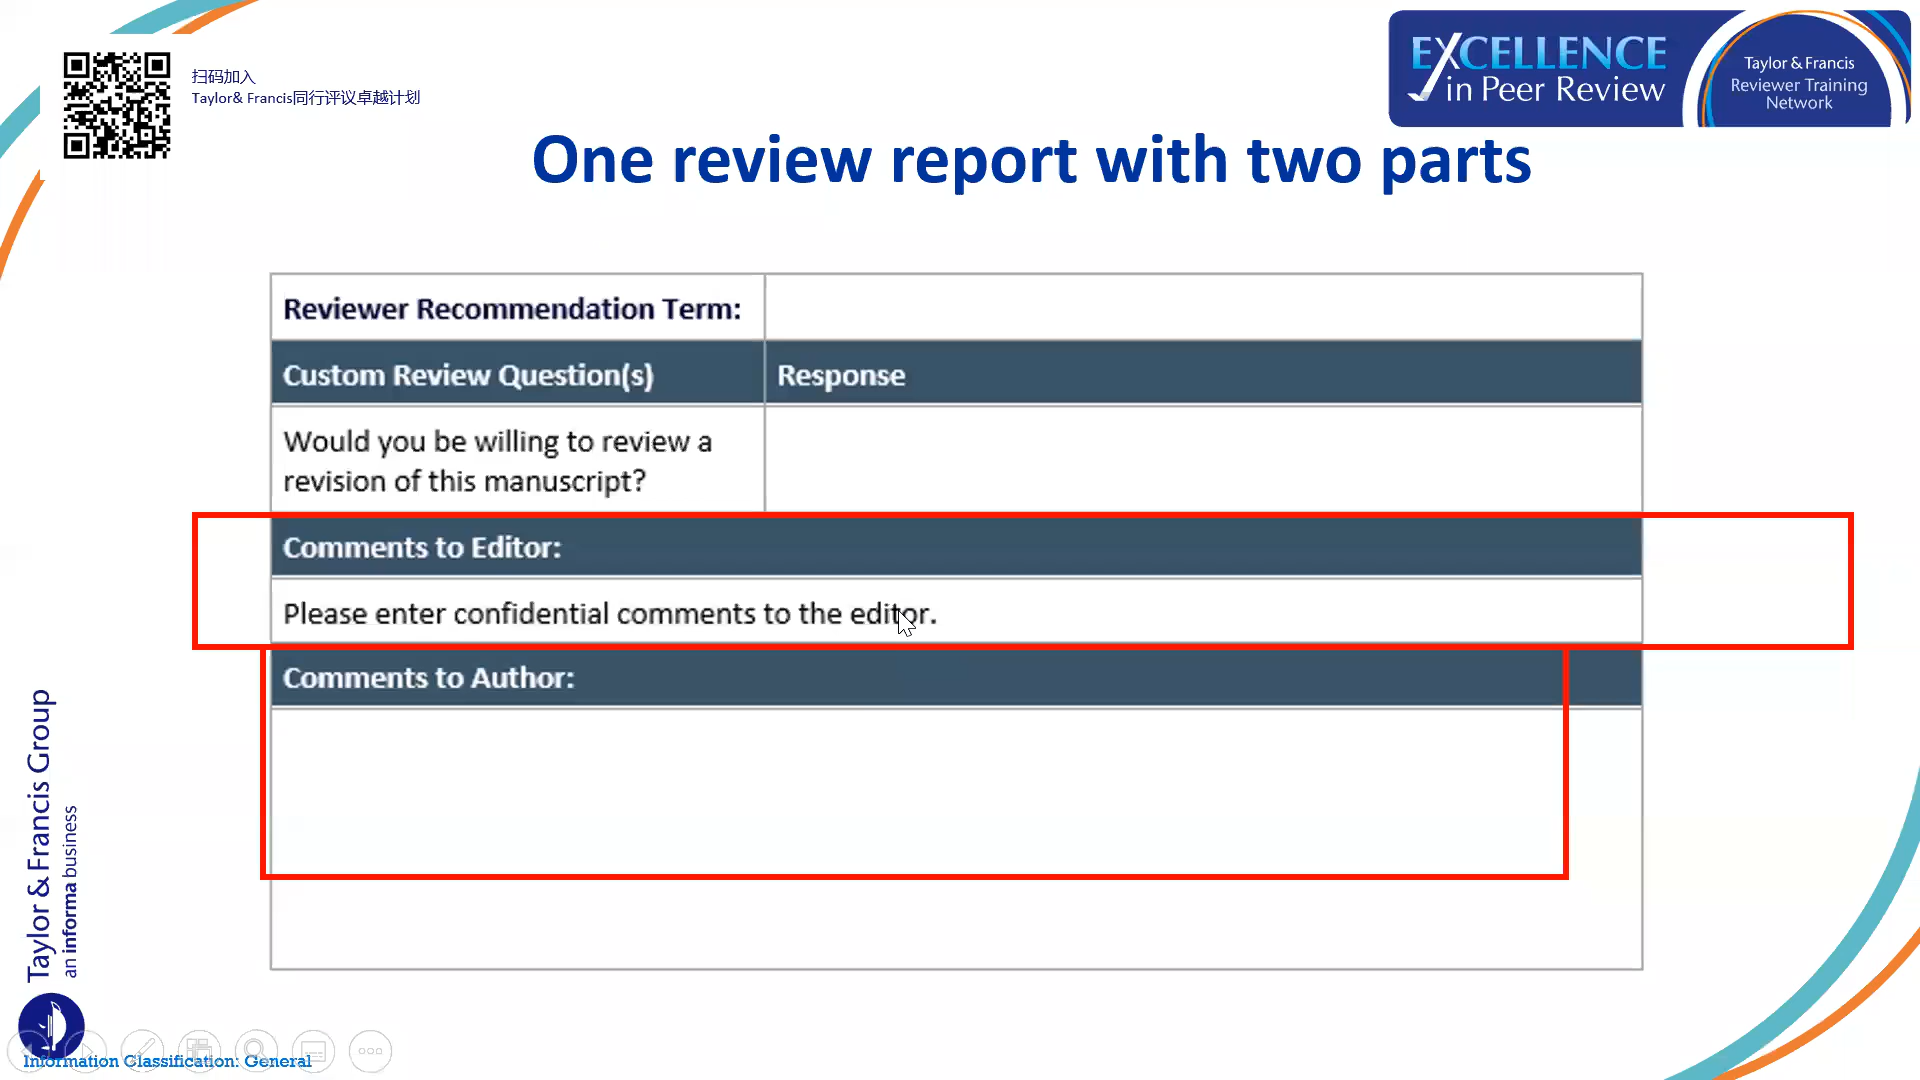 扫码加入
Taylor& Francis同行评议卓越计划
EXCELLENCE
in Peer Review
Taylor & Francis
Reviewer Training
Network
One review report with two parts
Reviewer Recommendation Term:
Custom Review Question(s) Response
Would you be willing to review a
revision of this manuscript?
Comments to Editor:
Please enter confidential comments to the editor.
Comments to Author:
Taylor & Francis Group
an informa business
Information Classification: General